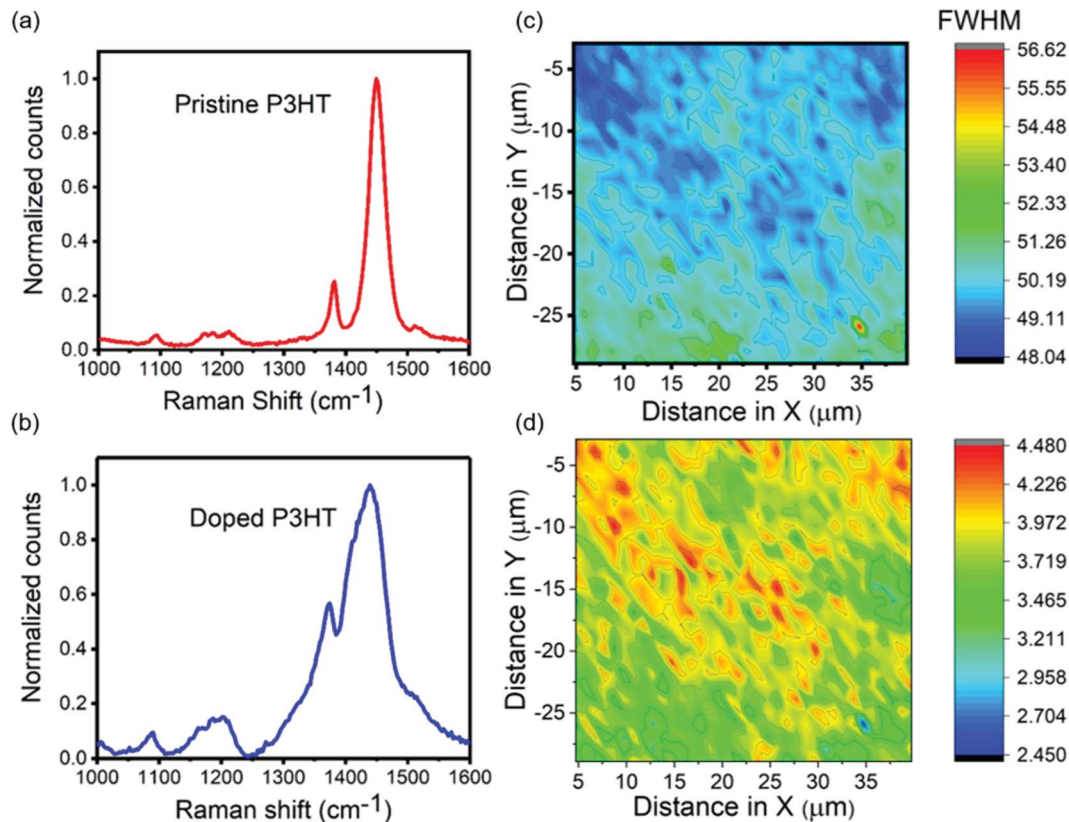 (a)
Pristine P3HT
Normalized counts
1.0
0.8
0.6
0.4
0.2
0.0
1000 1100 1200 1300 1400 1500 1600
Raman Shift (cm-1)
(c)
Distance in Y (μm)
-5
-10
-15
-20
-25
5 10 15 20 25 30 35
Distance in X (μm)
FWHM
56.62
55.55
54.48
53.40
52.33
51.26
50.19
49.11
48.04
(b)
Doped P3HT
Normalized counts
1.0
0.8
0.6
0.4
0.2
0.0
1000 1100 1200 1300 1400 1500 1600
Raman shift (cm-1)
(d)
Distance in Y (μm)
-5
-10
-15
-20
-25
5 10 15 20 25 30 35
Distance in X (μm)
4.480
4.226
3.972
3.719
3.465
3.211
2.958
2.704
2.450